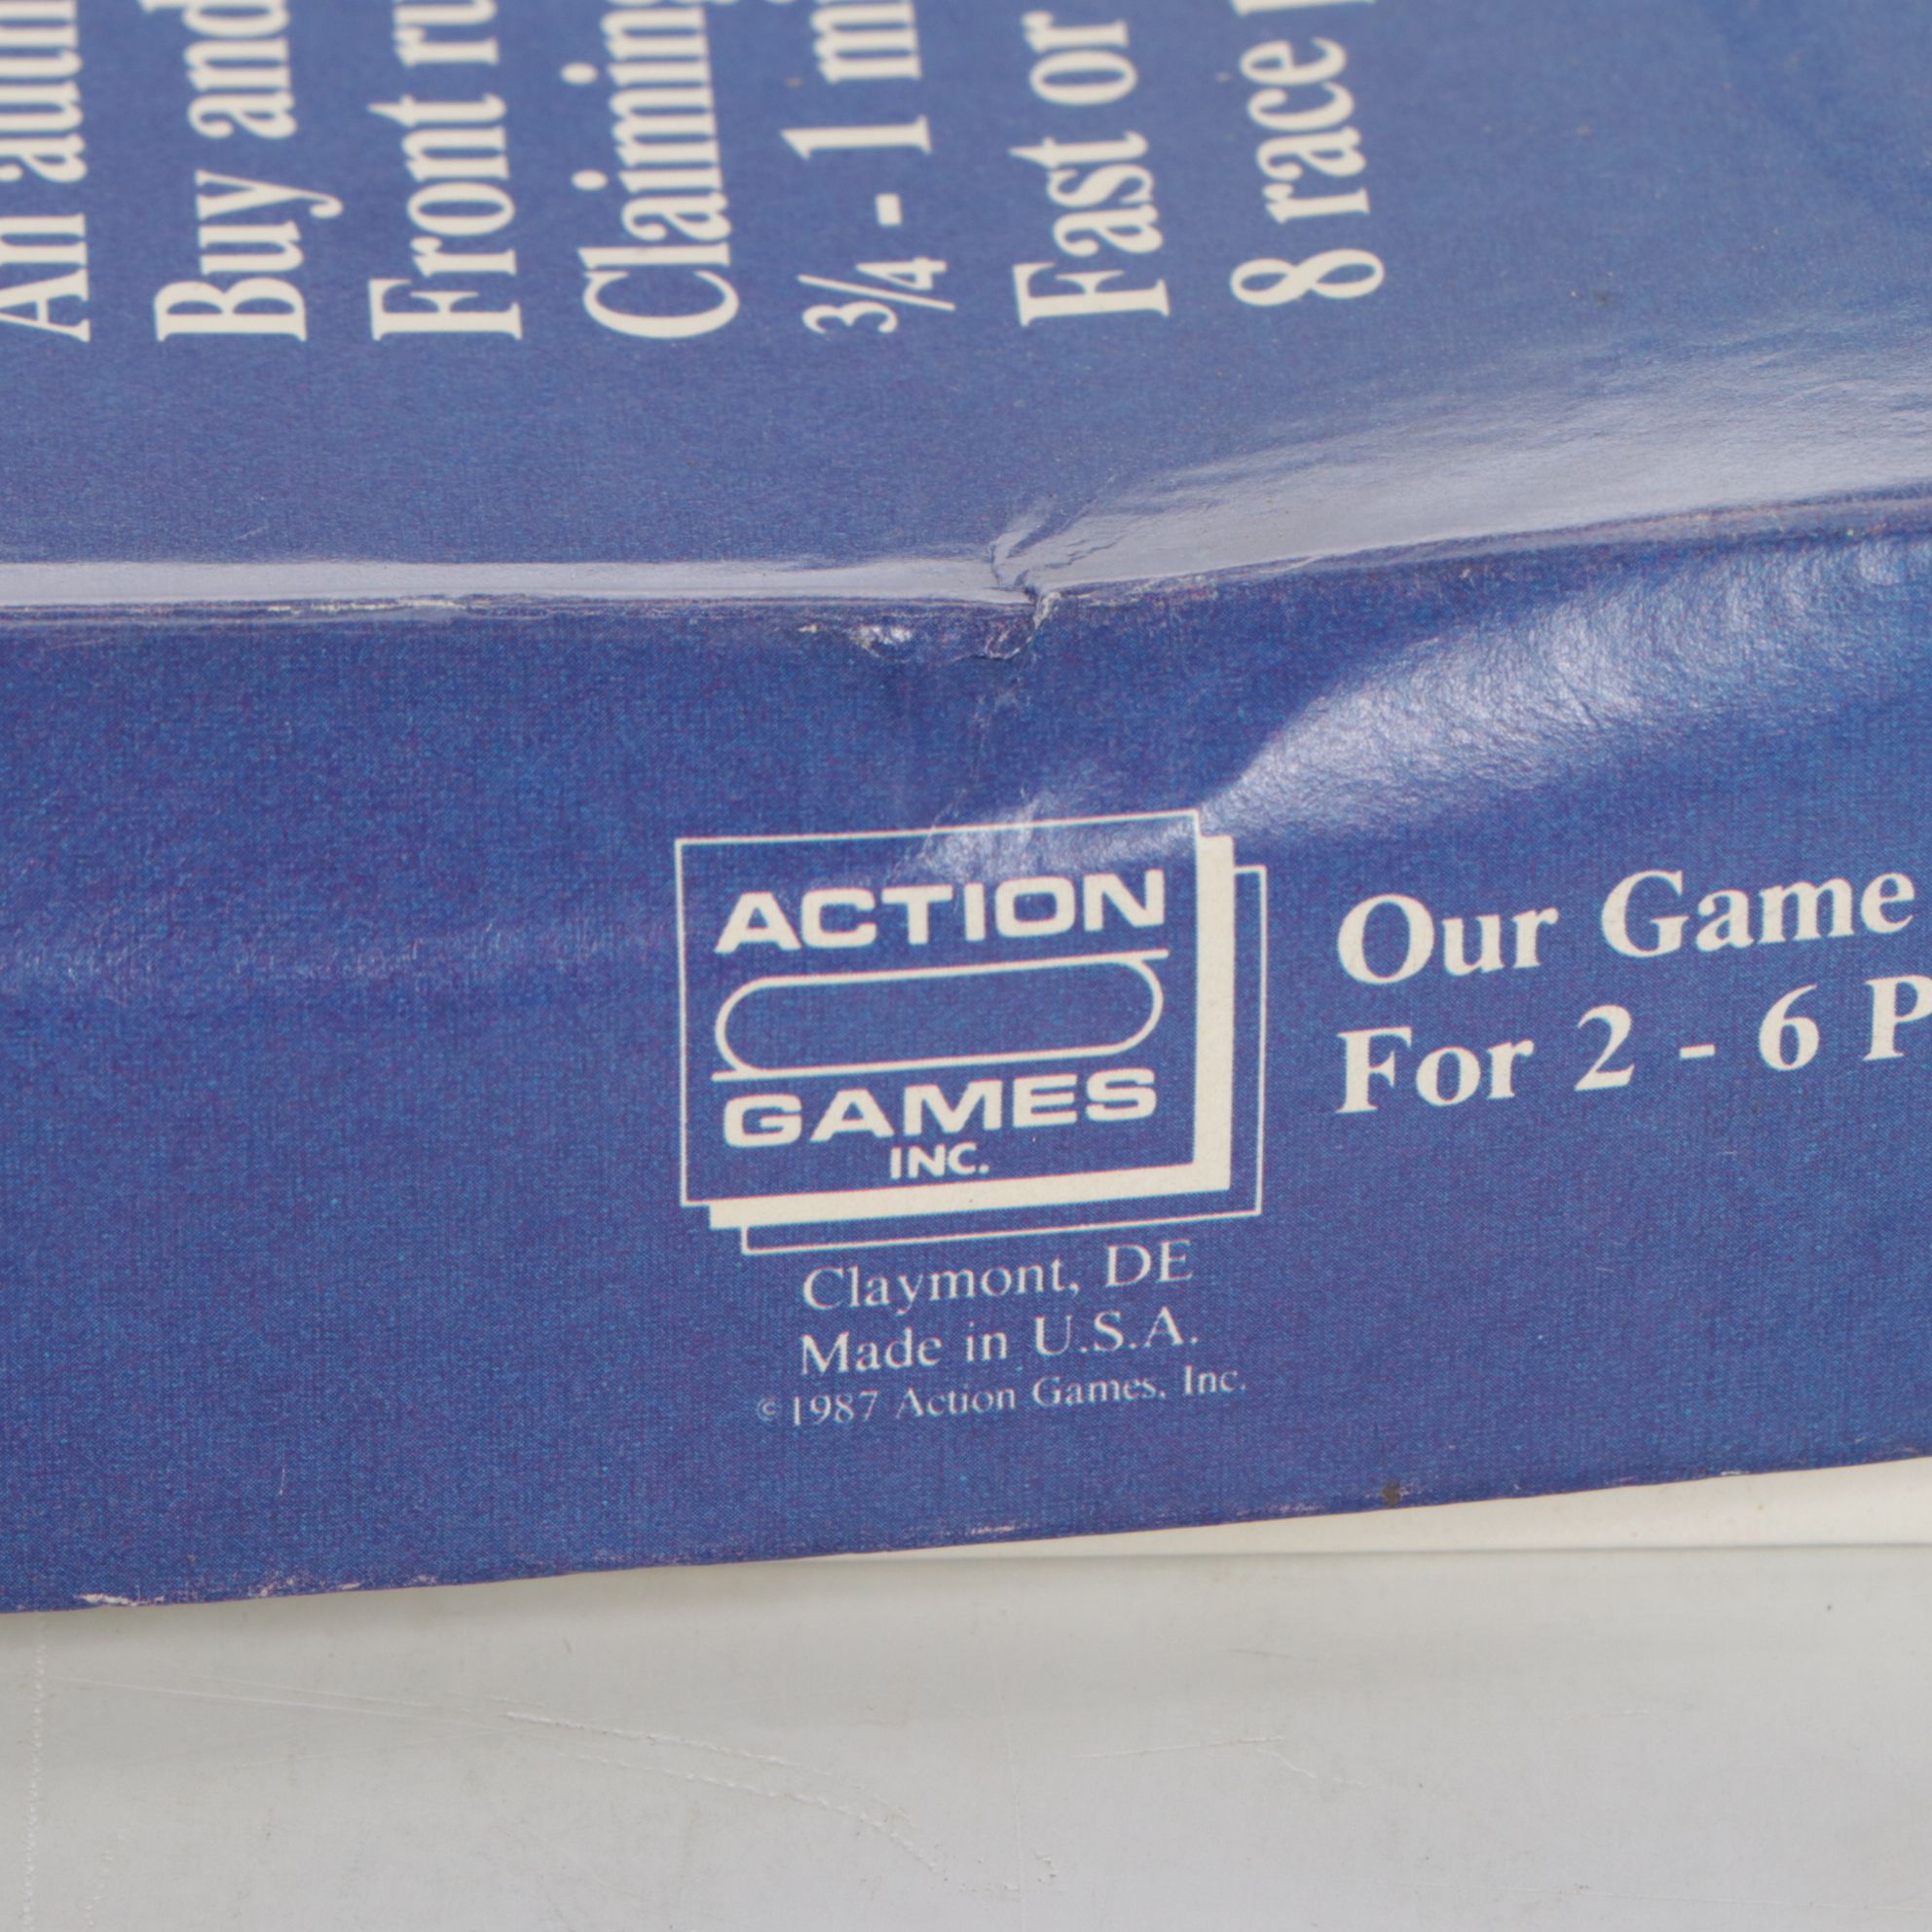 An
Buy and
Front
Claiming
3/4 - 1
Fast or
8 race
ACTION
GAMES
INC.
Our Game
For 2 - 6
Claymont, DE
Made in U.S.A.
©1987 Action Games, Inc.